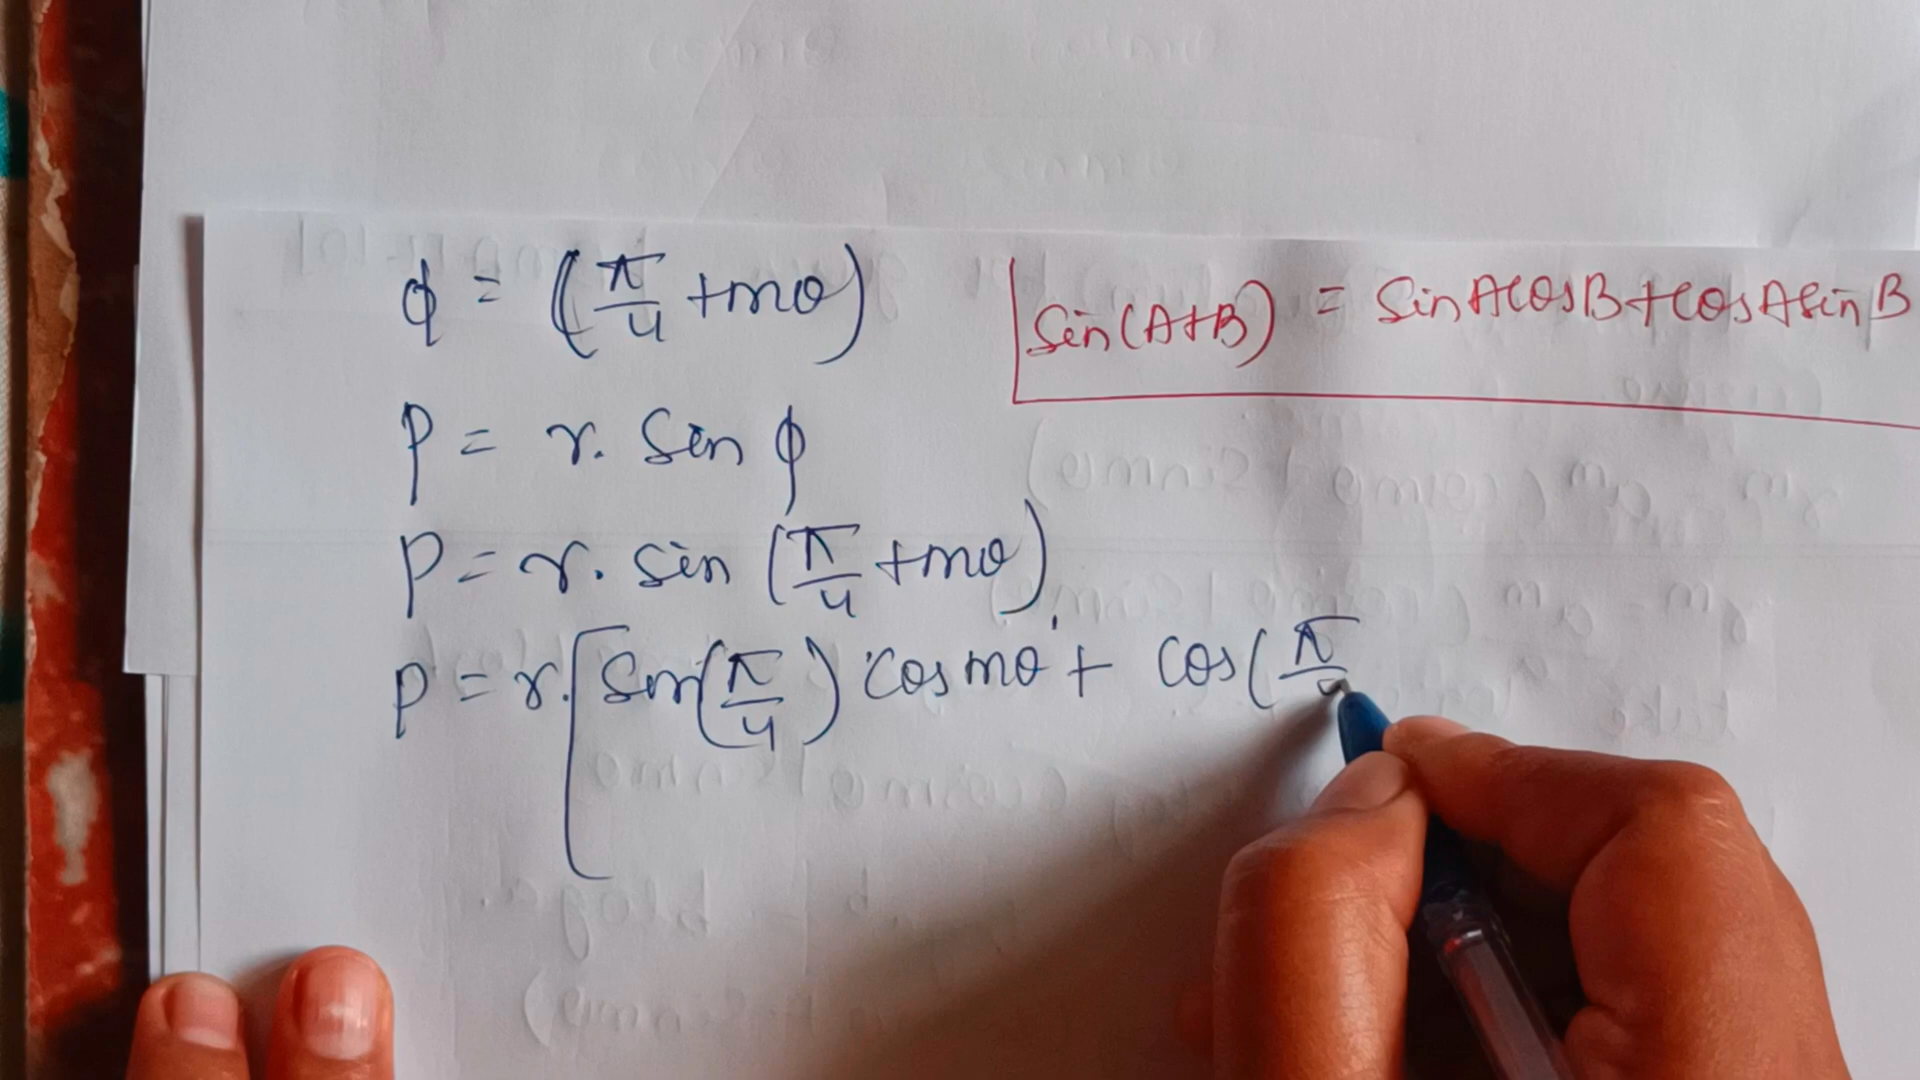 φ = (π/4 + mθ)
sin(A+B) = sinAcosB+cosAsinB
P = r. Sin φ
P = r. sin (π/4 + mθ)
P = r. [Sin(π/4) cos mθ + cos(π